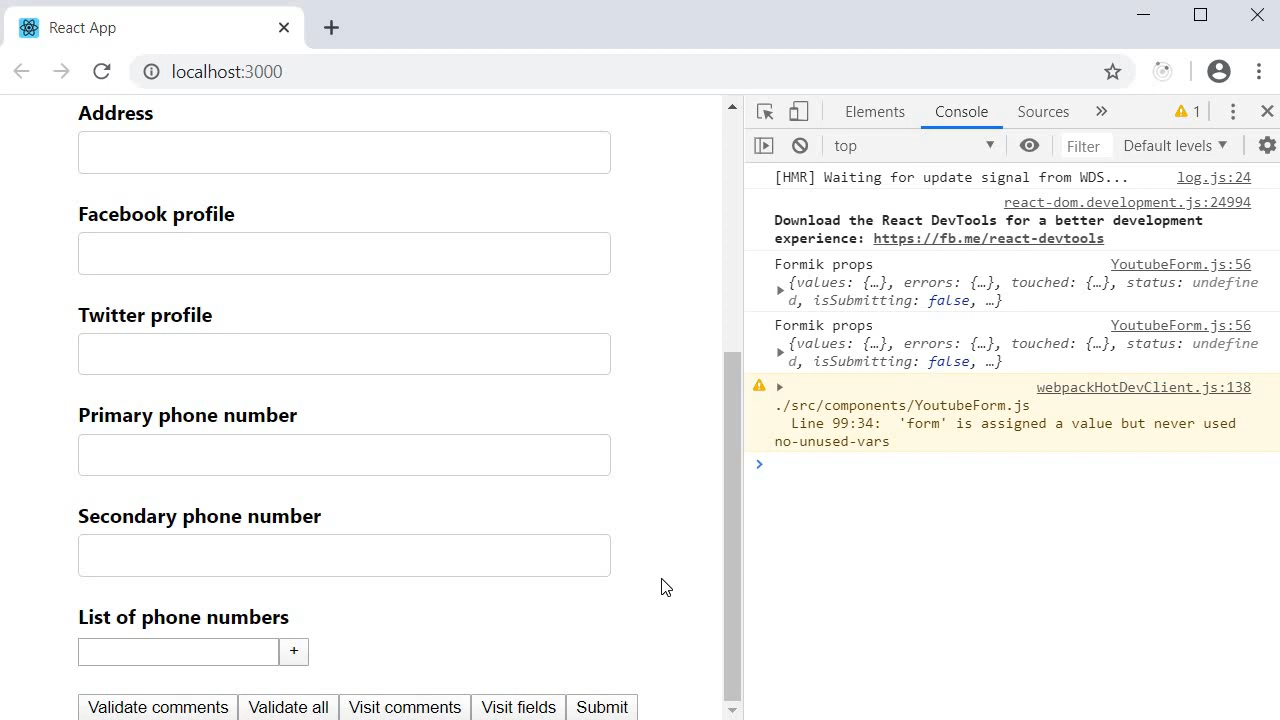 React App
localhost:3000
Address
Facebook profile
Twitter profile
Primary phone number
Secondary phone number
List of phone numbers
+
Validate comments Validate all Visit comments Visit fields Submit
Elements Console Sources 1
top Filter Default levels
[HMR] Waiting for update signal from WDS... log.js:24
react-dom.development.js:24994
Download the React DevTools for a better development
experience: https://fb.me/react-devtools
Formik props YoutubeForm.js:56
{values: {…}, errors: {…}, touched: {…}, status: undefine
d, isSubmitting: false, …}
Formik props YoutubeForm.js:56
{values: {…}, errors: {…}, touched: {…}, status: undefine
d, isSubmitting: false, …}
webpackHotDevClient.js:138
./src/components/YoutubeForm.js
Line 99:34: 'form' is assigned a value but never used
no-unused-vars